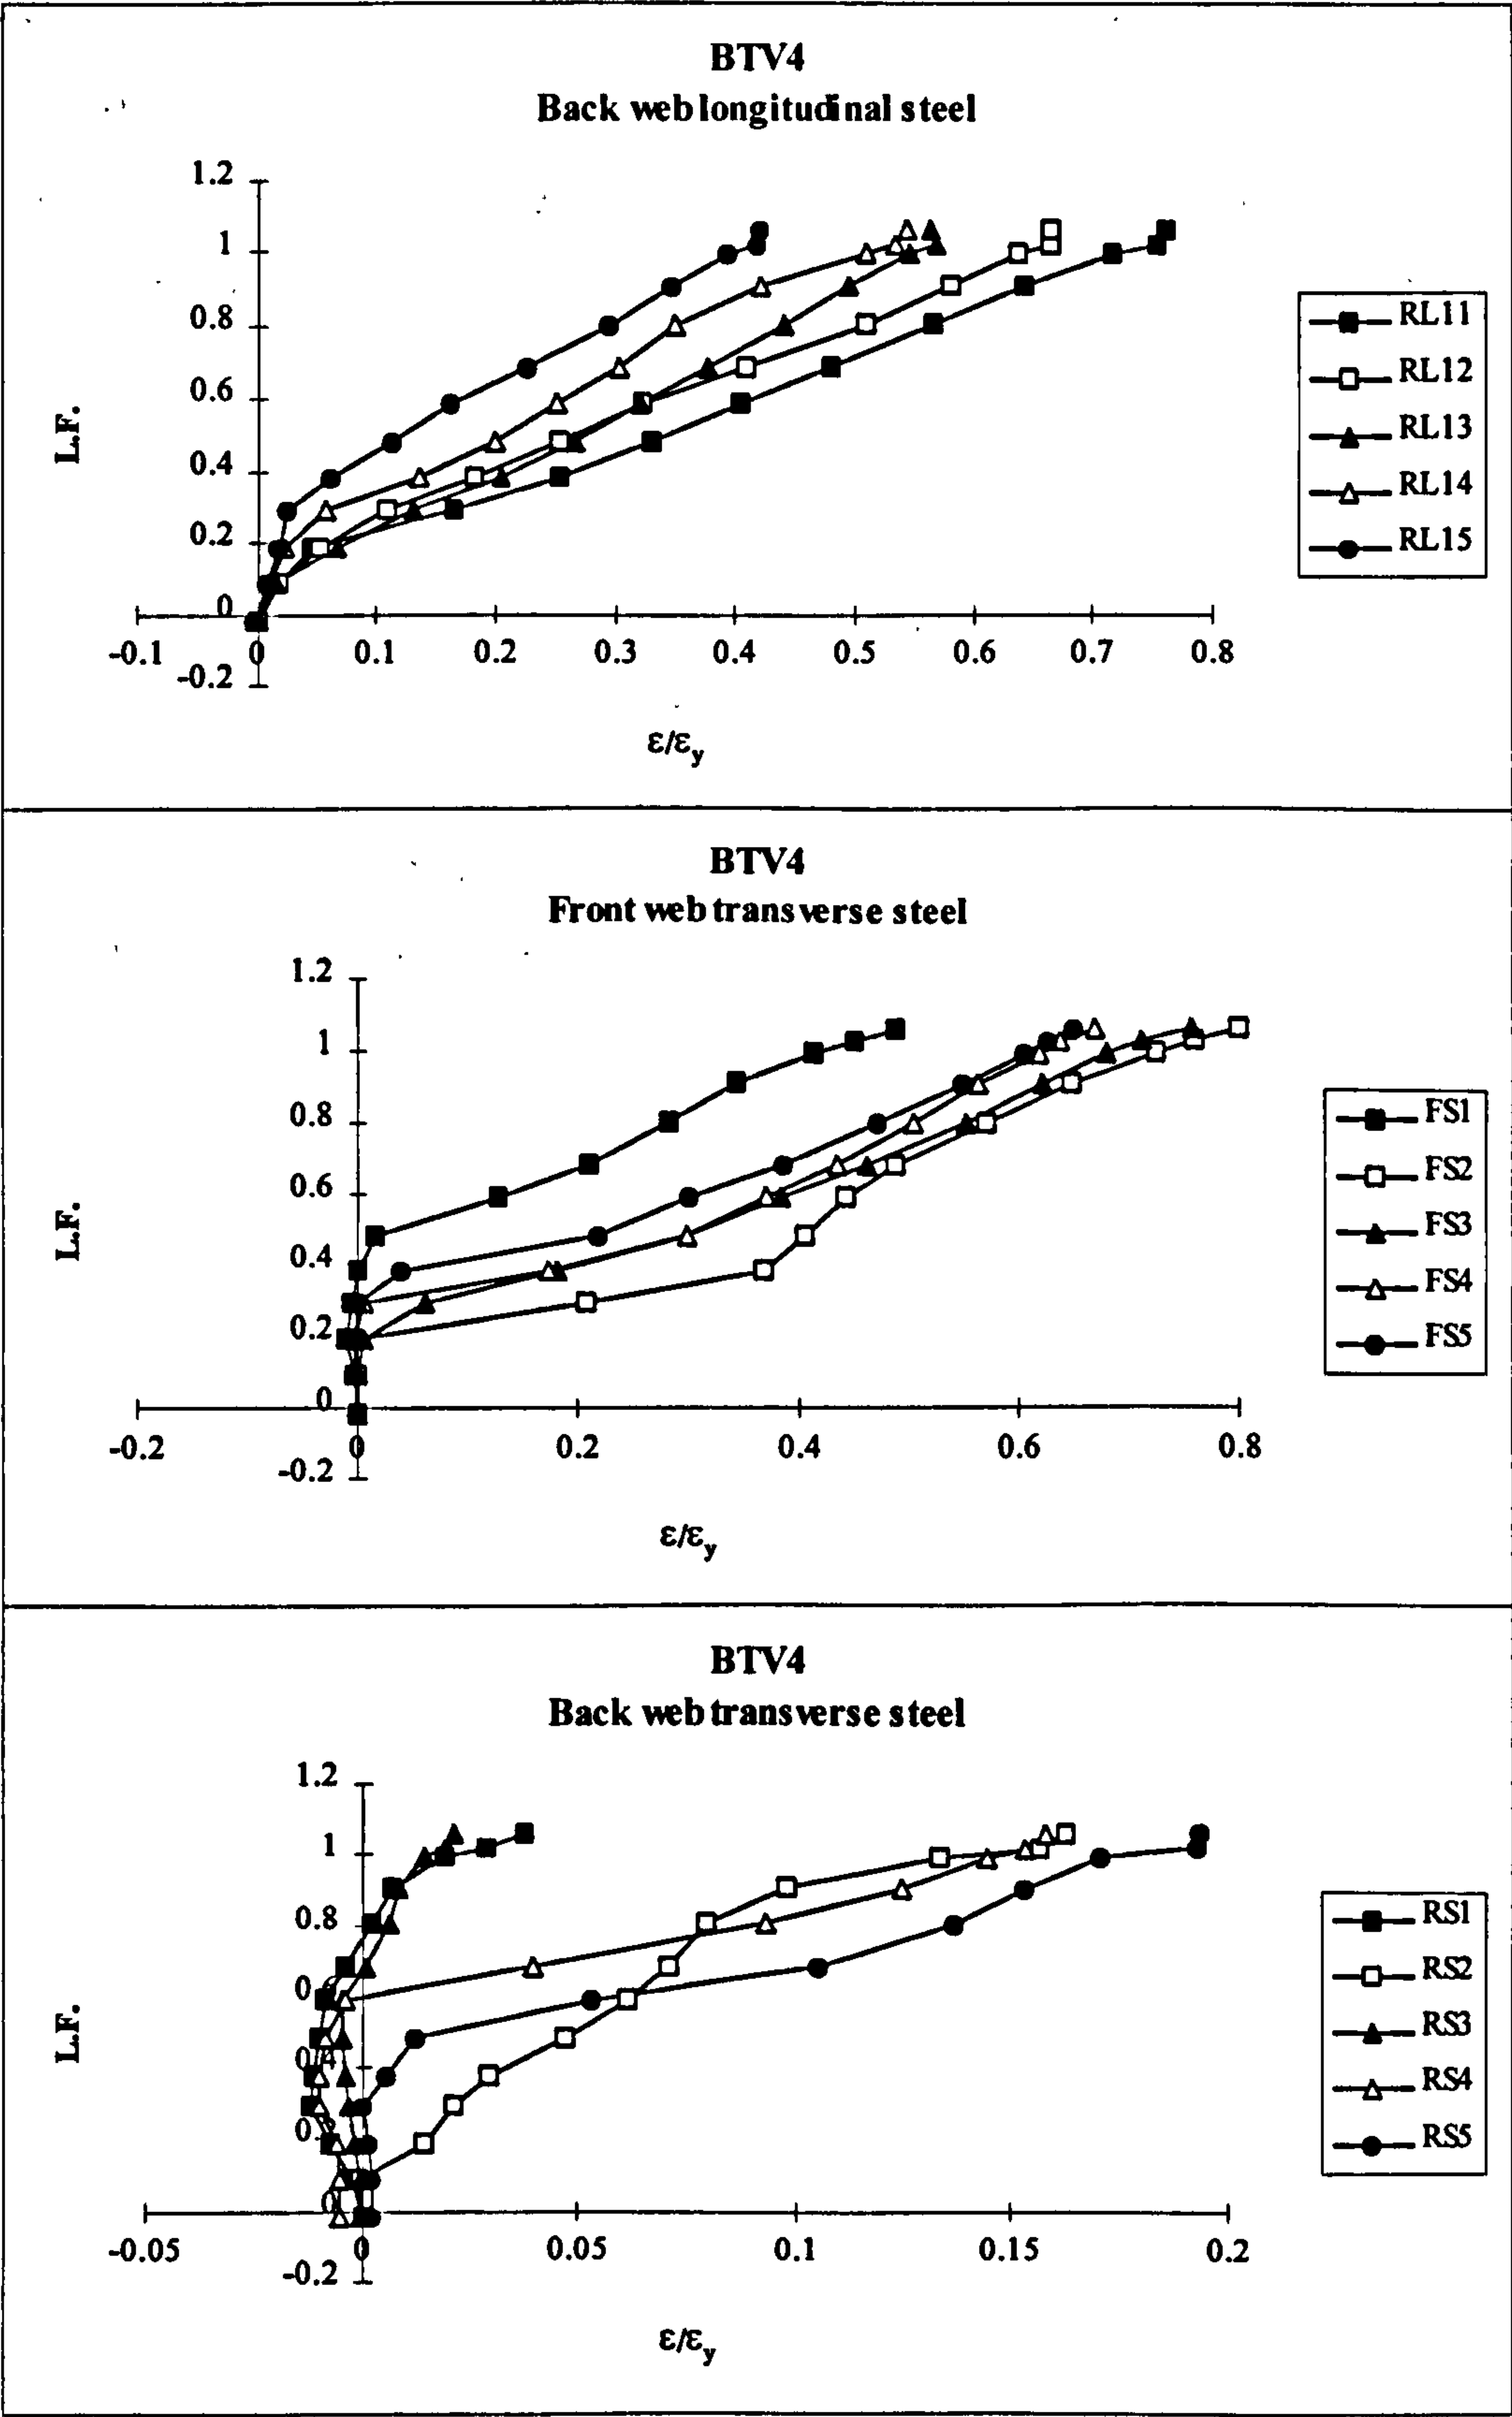 BTV4
Back web longitudinal steel
1.2
1
0.8
0.6
0.4
0.2
0
-0.2
L.F.
-0.1 0 0.1 0.2 0.3 0.4 0.5 0.6 0.7 0.8
ε/εy
RL11
RL12
RL13
RL14
RL15
BTV4
Front web transverse steel
1.2
1
0.8
0.6
0.4
0.2
0
-0.2
L.F.
-0.2 0 0.2 0.4 0.6 0.8
ε/εy
FS1
FS2
FS3
FS4
FS5
BTV4
Back web transverse steel
1.2
1
0.8
0
-0.2
L.F.
-0.05 0 0.05 0.1 0.15 0.2
ε/εy
RS1
RS2
RS3
RS4
RS5